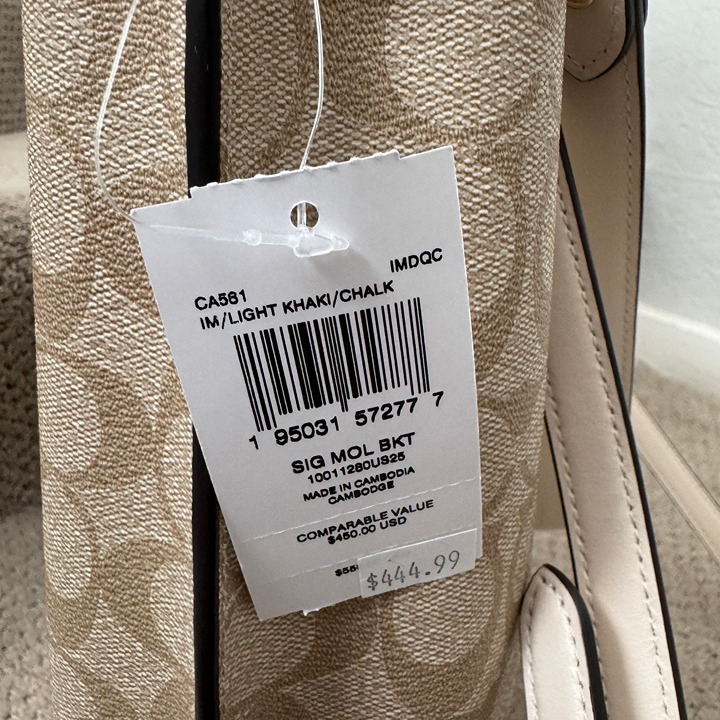 IMDQC
CA561
IM/LIGHT KHAKI/CHALK
1 95031 57277 7
SIG MOL BKT
10011280US25
MADE IN CAMBODIA
CAMBODGE
COMPARABLE VALUE
$450.00 USD
$444.99